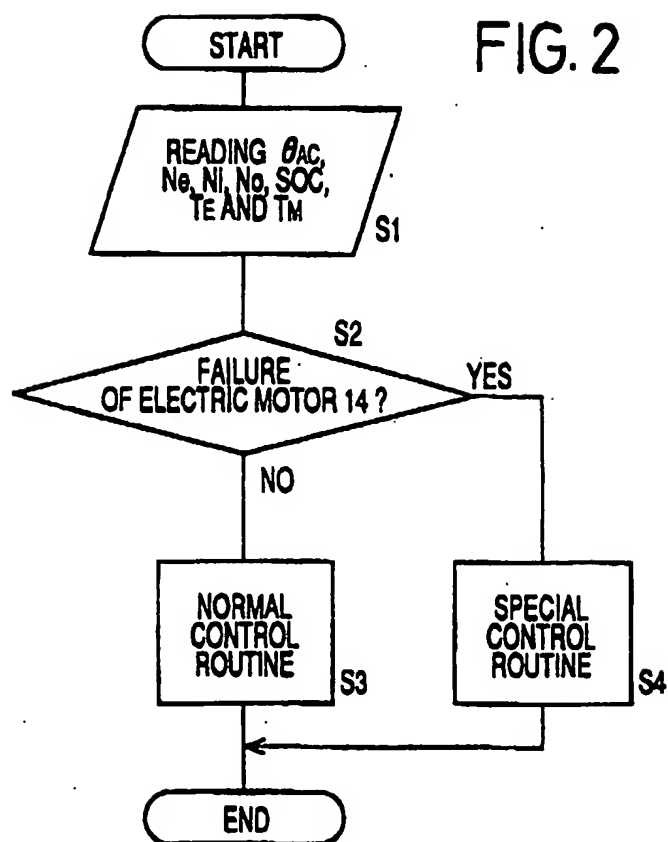 FIG. 2
START
READING θAC,
Ne, Ni, No, SOC,
TE AND TM
S1
S2
FAILURE
OF ELECTRIC MOTOR 14 ?
YES
NO
NORMAL
CONTROL
ROUTINE
S3
SPECIAL
CONTROL
ROUTINE
S4
END